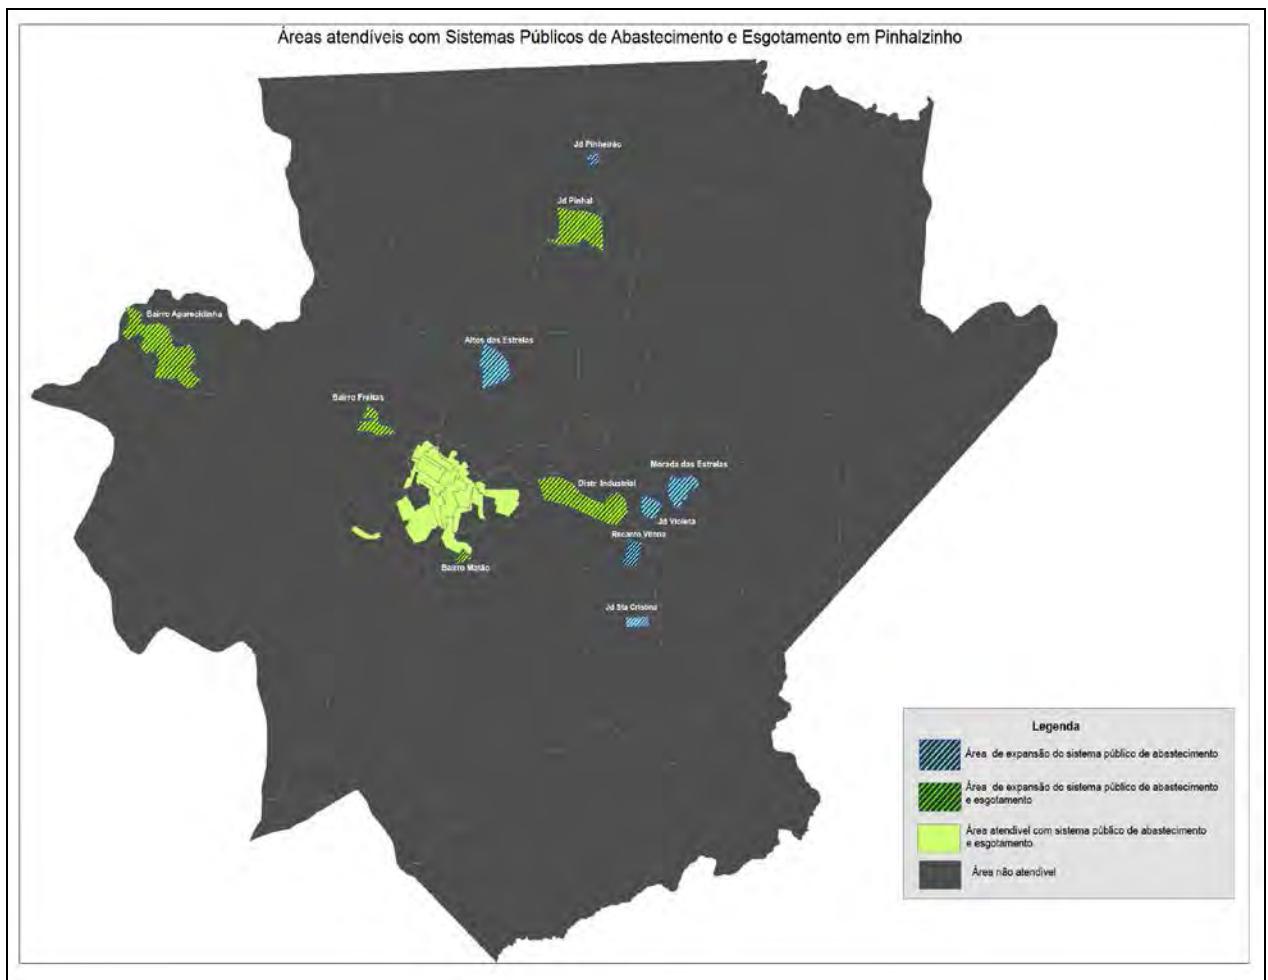 Áreas atendíveis com Sistemas Públicos de Abastecimento e Esgotamento em Pinhalzinho
Jd Pinheirão
Jd Pinhal
Bairro Aparecidinha
Altos das Estrelas
Bairro Freitas
Morada das Estrelas
Distr Industrial
Jd Violeta
Recanto
Bairro Matão
Jd Sta Cristina
Legenda
Área de expansão do sistema público de abastecimento
Área de expansão do sistema público de abastecimento
e esgotamento
Área atendível com sistema público de abastecimento
e esgotamento
Área não atendível